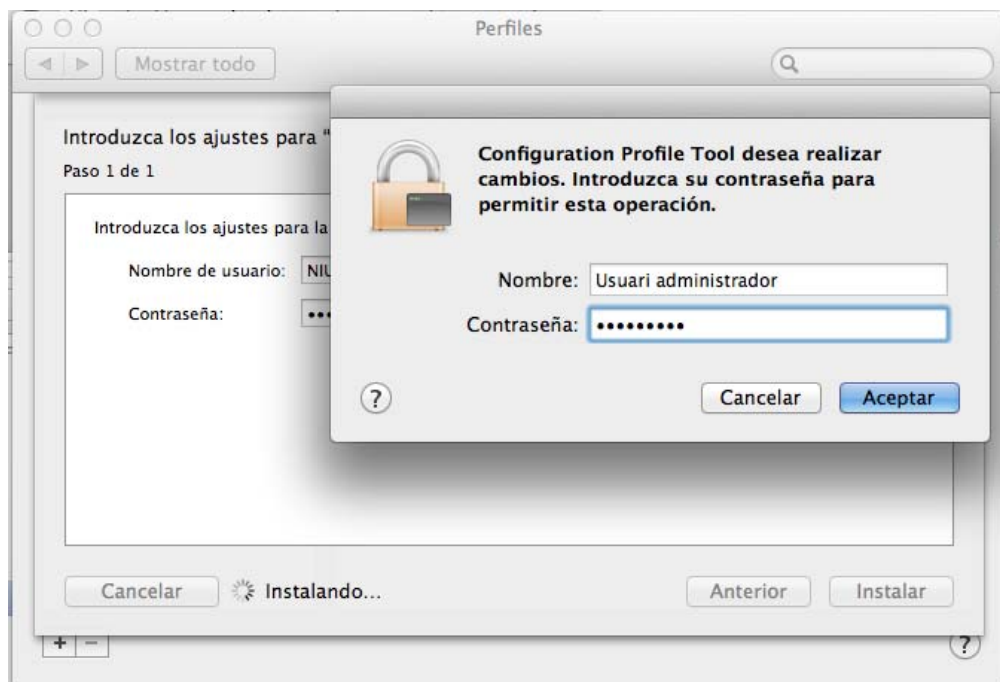 Perfiles
Mostrar todo
Introduzca los ajustes para "
Paso 1 de 1
Introduzca los ajustes para la
Nombre de usuario: NIU
Contraseña: •••
Configuration Profile Tool desea realizar
cambios. Introduzca su contraseña para
permitir esta operación.
Nombre: Usuari administrador
Contraseña: •••••••••
?
Cancelar
Aceptar
Cancelar
Instalando...
Anterior
Instalar
+ −
?